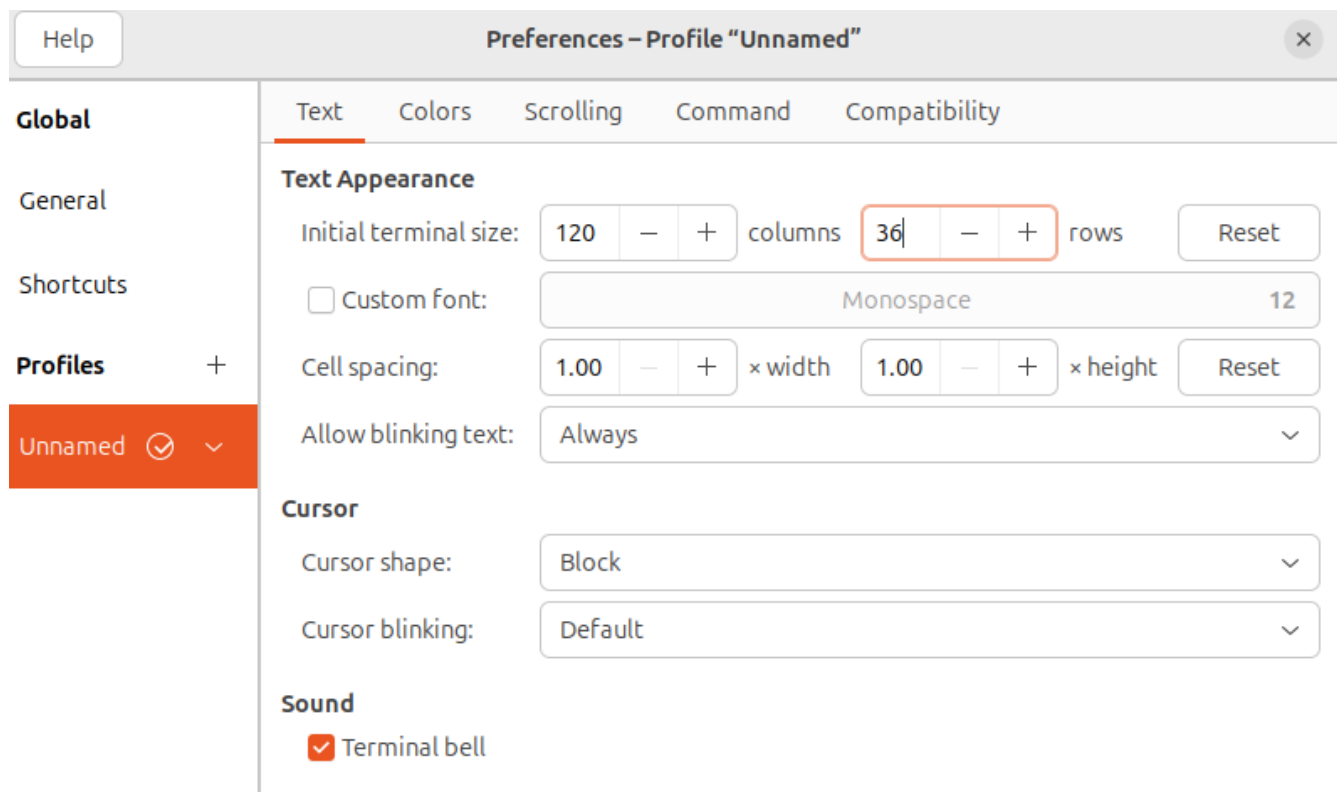 Help
Preferences – Profile “Unnamed”
Global
General
Shortcuts
Profiles
Unnamed
Text Colors Scrolling Command Compatibility
Text Appearance
Initial terminal size: 120 − + columns 36 − + rows Reset
Custom font: Monospace 12
Cell spacing: 1.00 − + × width 1.00 − + × height Reset
Allow blinking text: Always
Cursor
Cursor shape: Block
Cursor blinking: Default
Sound
Terminal bell